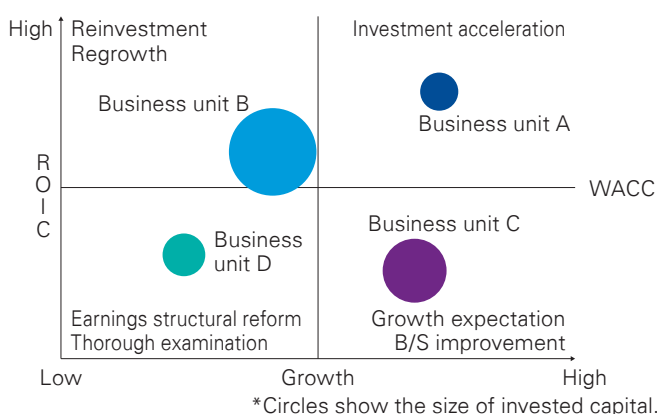 High
Reinvestment
Regrowth
Investment acceleration
Business unit B
Business unit A
ROIC
WACC
Business
unit D
Business unit C
Earnings structural reform
Thorough examination
Growth expectation
B/S improvement
Low
Growth
High
*Circles show the size of invested capital.